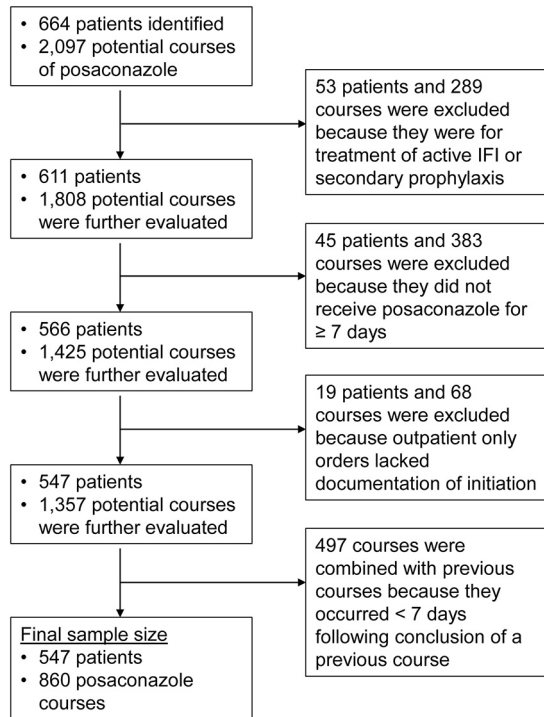 • 664 patients identified
• 2,097 potential courses
of posaconazole
53 patients and 289
courses were excluded
because they were for
treatment of active IFI or
secondary prophylaxis
• 611 patients
• 1,808 potential courses
were further evaluated
45 patients and 383
courses were excluded
because they did not
receive posaconazole for
≥ 7 days
• 566 patients
• 1,425 potential courses
were further evaluated
19 patients and 68
courses were excluded
because outpatient only
orders lacked
documentation of initiation
• 547 patients
• 1,357 potential courses
were further evaluated
497 courses were
combined with previous
courses because they
occurred < 7 days
following conclusion of a
previous course
Final sample size
• 547 patients
• 860 posaconazole
courses